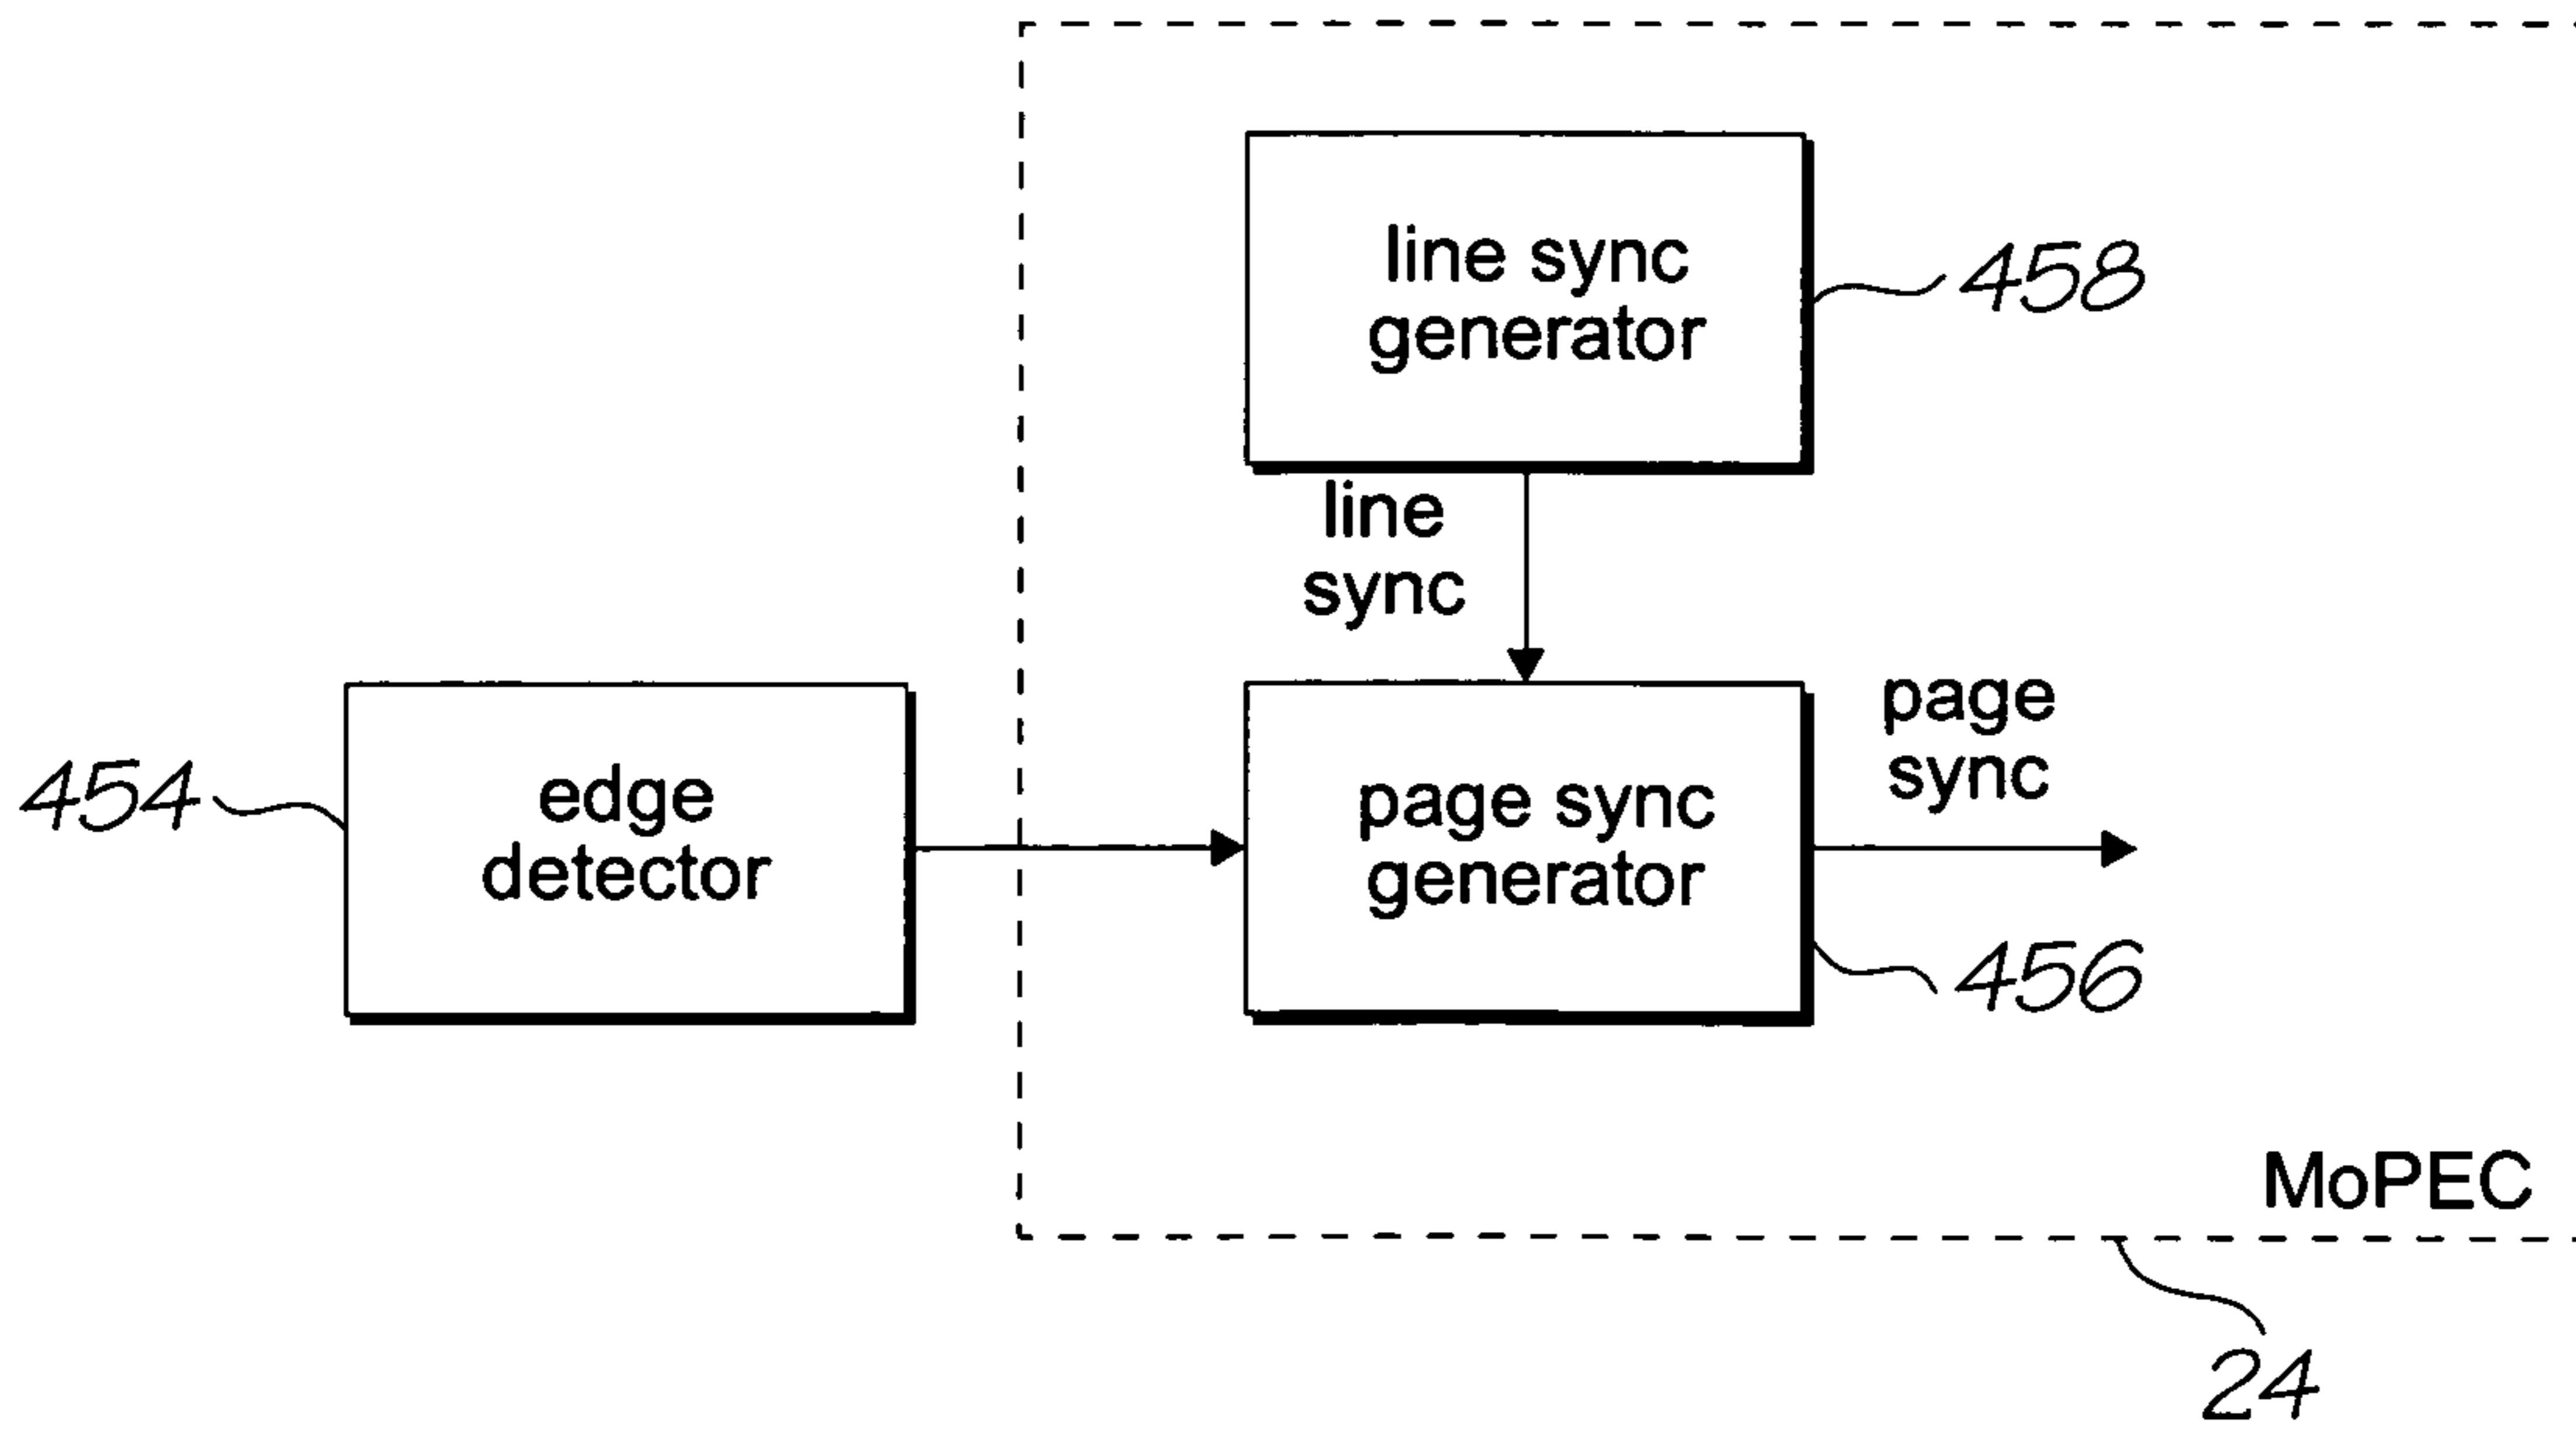 line sync
generator
458
line
sync
page
sync
454
edge
detector
page sync
generator
456
MoPEC
24